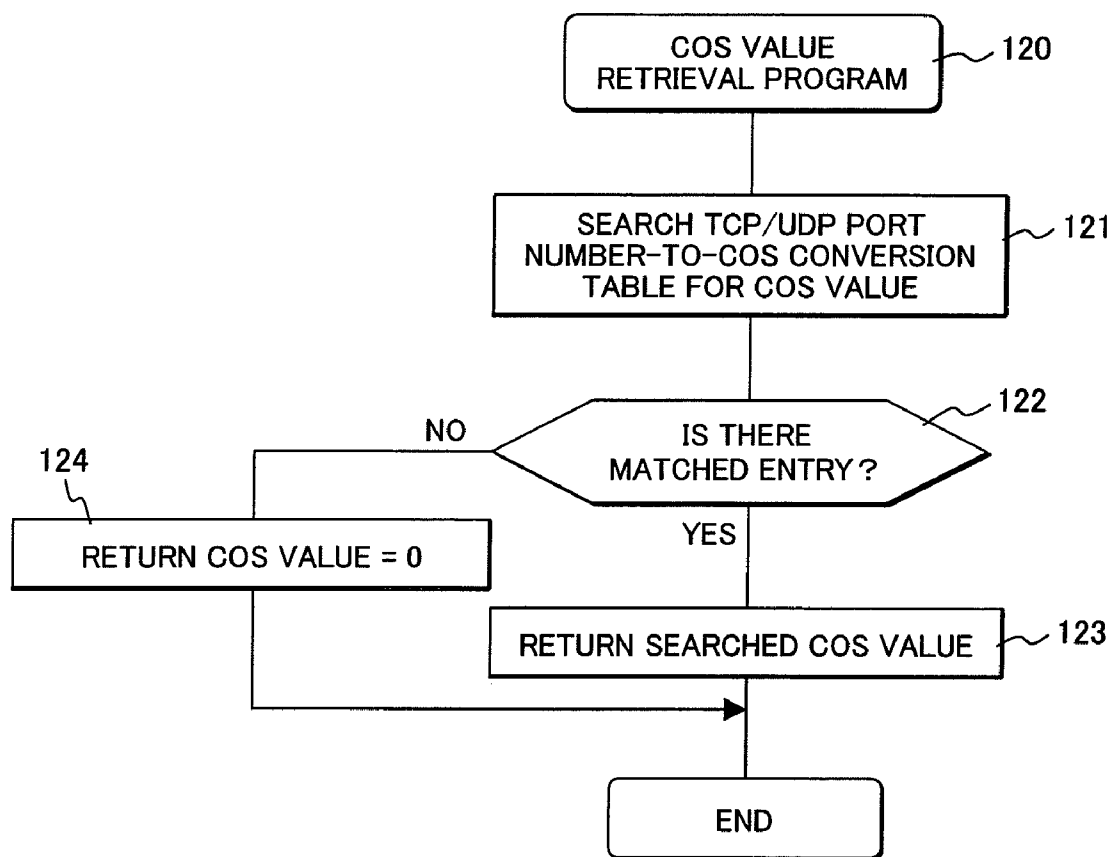 COS VALUE
RETRIEVAL PROGRAM
120
SEARCH TCP/UDP PORT
NUMBER-TO-COS CONVERSION
TABLE FOR COS VALUE
121
IS THERE
MATCHED ENTRY?
122
NO
YES
124
RETURN COS VALUE = 0
RETURN SEARCHED COS VALUE
123
END